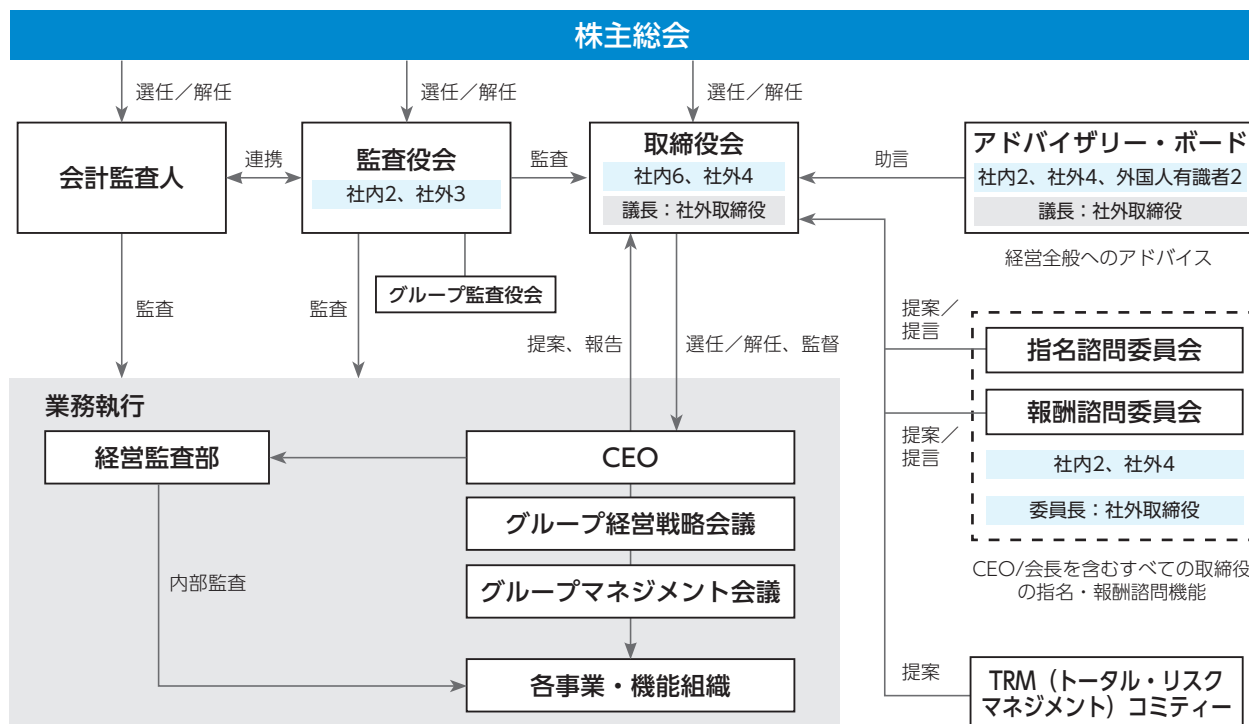 株主総会
選任／解任
選任／解任
選任／解任
会計監査人
連携
監査役会
社内2、社外3
監査
取締役会
社内6、社外4
議長：社外取締役
助言
アドバイザリー・ボード
社内2、社外4、外国人有識者2
議長：社外取締役
経営全般へのアドバイス
グループ監査役会
監査
監査
提案、報告
選任／解任、監督
提案／
提言
指名諮問委員会
報酬諮問委員会
提案／
提言
社内2、社外4
委員長：社外取締役
CEO/会長を含むすべての取締役
の指名・報酬諮問機能
業務執行
経営監査部
CEO
グループ経営戦略会議
グループマネジメント会議
内部監査
各事業・機能組織
提案
TRM（トータル・リスク
マネジメント）コミティー